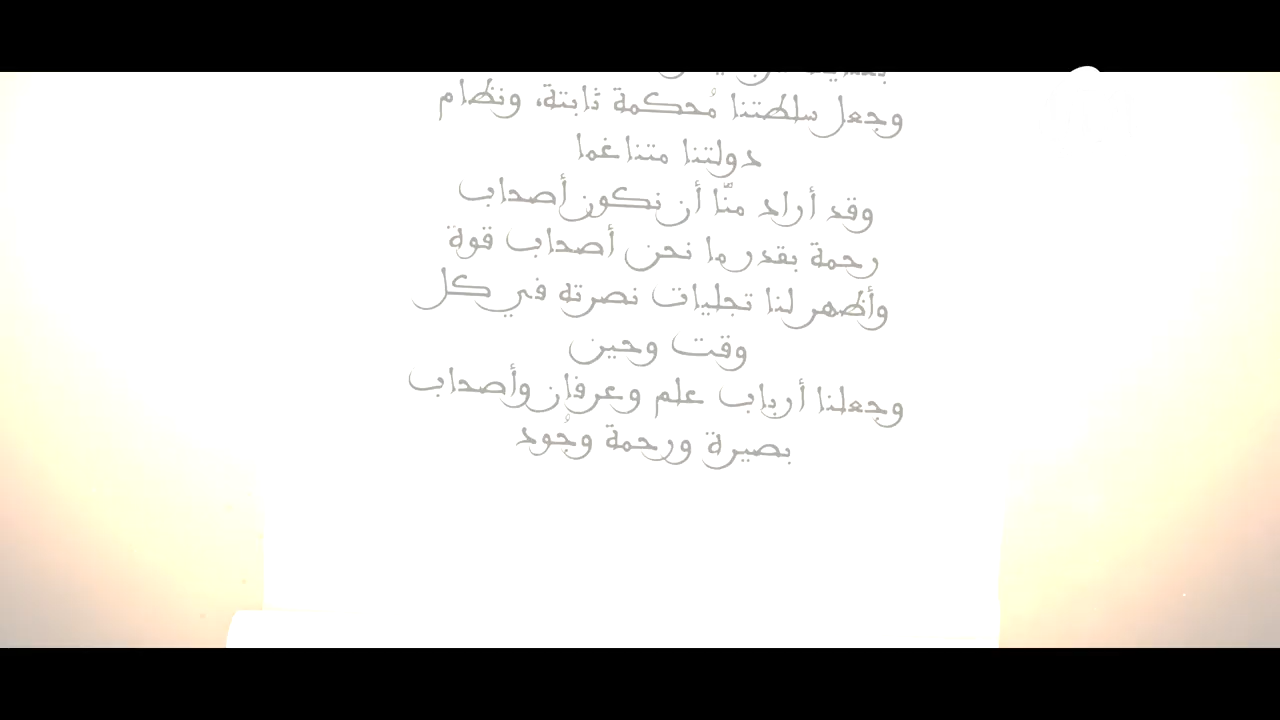 وجعل سلطتنا مُحكمة ثابتة، ونظام
دولتنا متناغما
وقد أراد منّا أن نكون أصحاب
رحمة بقدر ما نحن أصحاب قوة
وأظهر لنا تجليات نصرته في كل
وقت وحين
وجعلنا أرباب علم وعرفان وأصحاب
بصيرة ورحمة وجُود